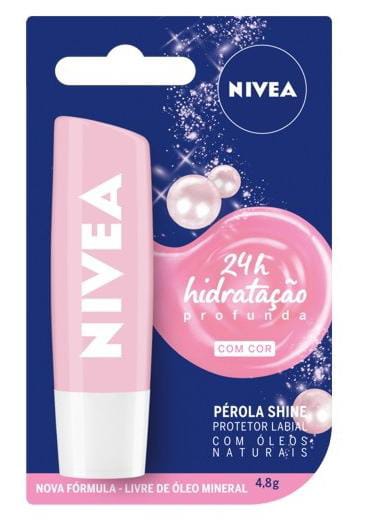 NIVEA
NIVEA
24h
hidratação
profunda
COM COR
PÉROLA SHINE
PROTETOR LABIAL
COM ÓLEOS
NATURAIS
NOVA FÓRMULA - LIVRE DE ÓLEO MINERAL
4,8g